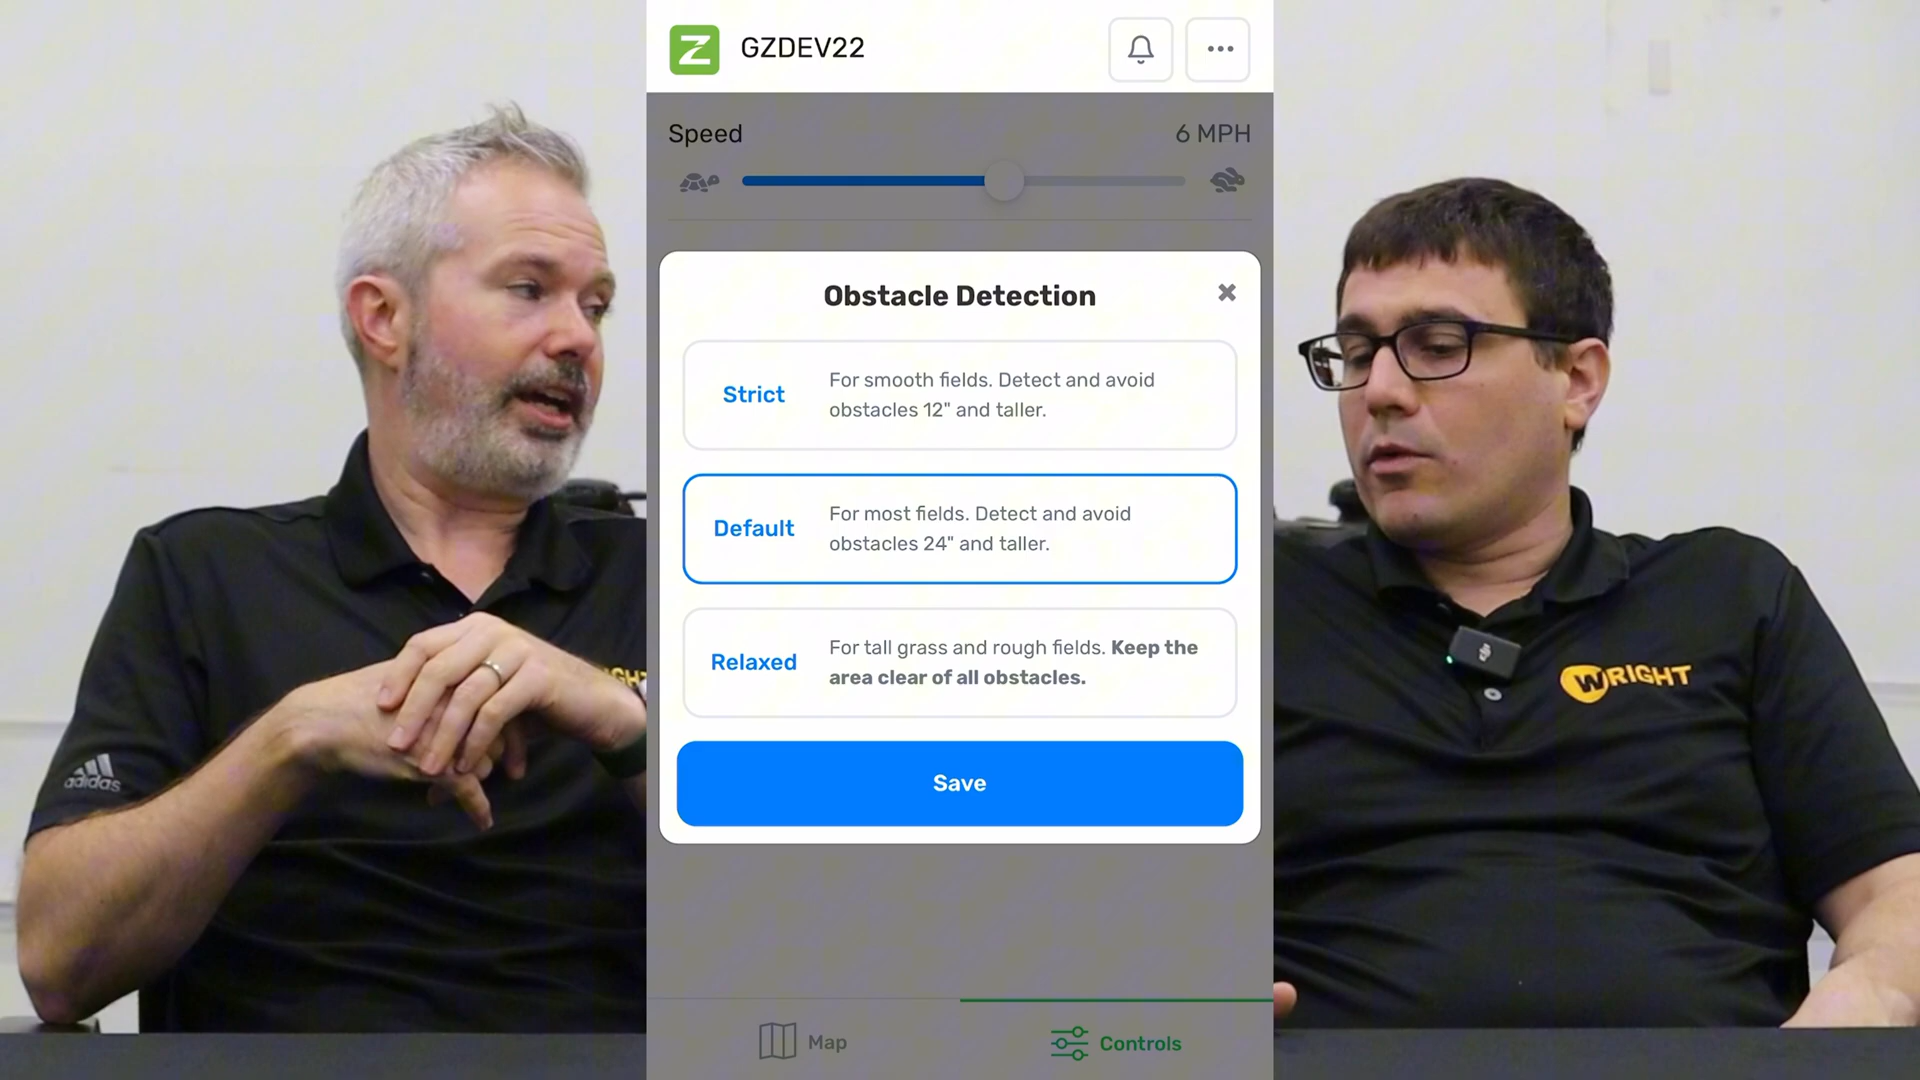 Z
GZDEV22
Speed
6 MPH
Obstacle Detection
Strict
For smooth fields. Detect and avoid
obstacles 12" and taller.
Default
For most fields. Detect and avoid
obstacles 24" and taller.
Relaxed
For tall grass and rough fields. Keep the
area clear of all obstacles.
Save
Map
Controls
adidas
WRIGHT